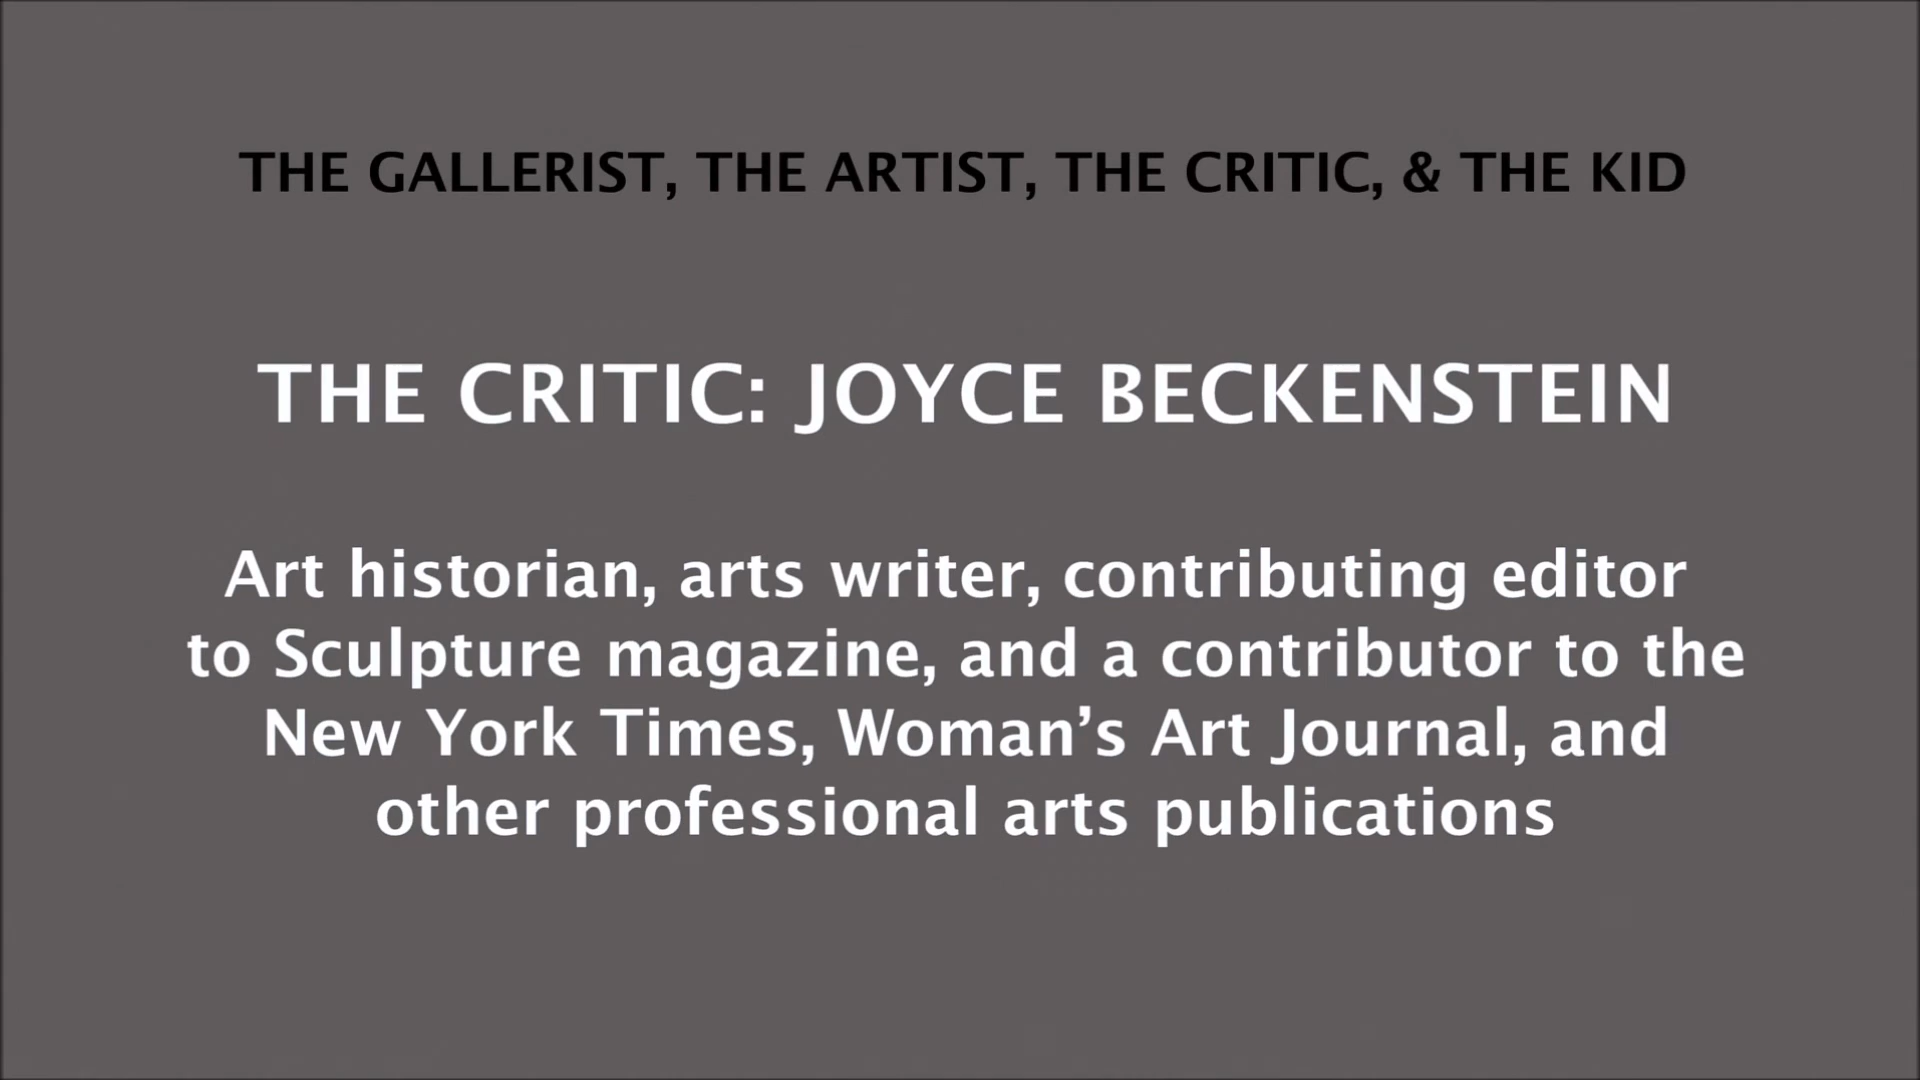 THE GALLERIST, THE ARTIST, THE CRITIC, & THE KID
THE CRITIC: JOYCE BECKENSTEIN
Art historian, arts writer, contributing editor
to Sculpture magazine, and a contributor to the
New York Times, Woman’s Art Journal, and
other professional arts publications